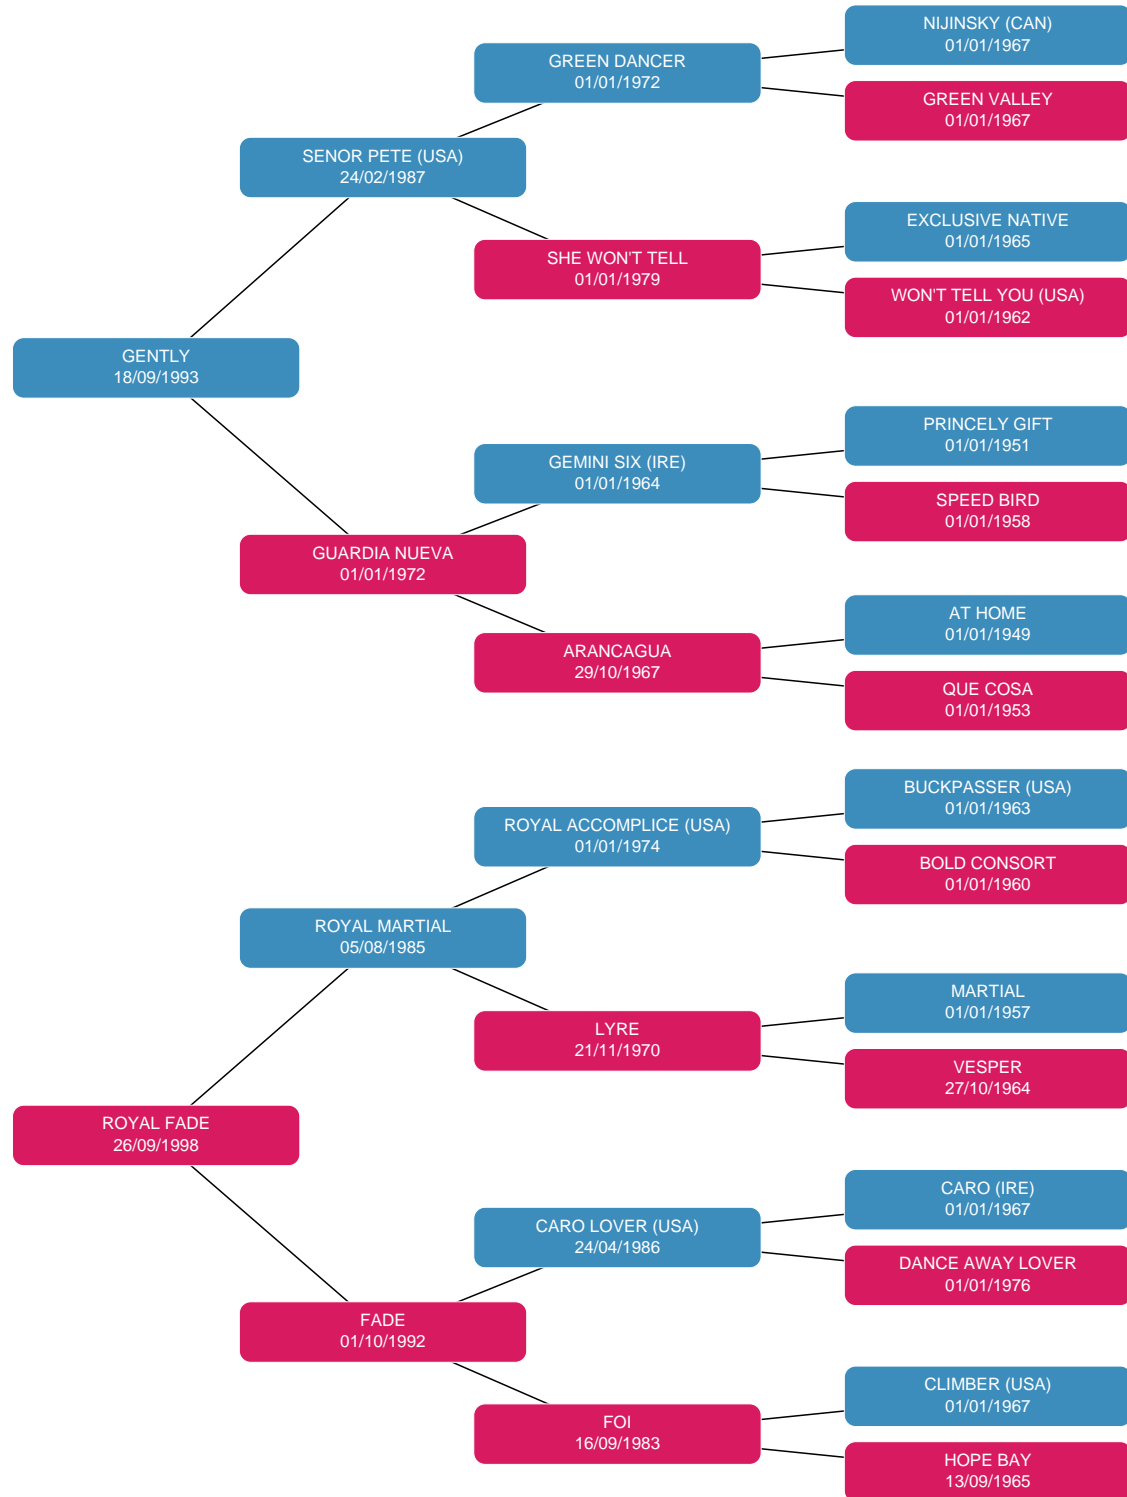 NIJINSKY (CAN)
01/01/1967
GREEN DANCER
01/01/1972
GREEN VALLEY
01/01/1967
SENOR PETE (USA)
24/02/1987
EXCLUSIVE NATIVE
01/01/1965
SHE WON'T TELL
01/01/1979
WON'T TELL YOU (USA)
01/01/1962
GENTLY
18/09/1993
PRINCELY GIFT
01/01/1951
GEMINI SIX (IRE)
01/01/1964
SPEED BIRD
01/01/1958
GUARDIA NUEVA
01/01/1972
AT HOME
01/01/1949
ARANCAGUA
29/10/1967
QUE COSA
01/01/1953
BUCKPASSER (USA)
01/01/1963
ROYAL ACCOMPLICE (USA)
01/01/1974
BOLD CONSORT
01/01/1960
ROYAL MARTIAL
05/08/1985
MARTIAL
01/01/1957
LYRE
21/11/1970
VESPER
27/10/1964
ROYAL FADE
26/09/1998
CARO (IRE)
01/01/1967
CARO LOVER (USA)
24/04/1986
DANCE AWAY LOVER
01/01/1976
FADE
01/10/1992
CLIMBER (USA)
01/01/1967
FOI
16/09/1983
HOPE BAY
13/09/1965